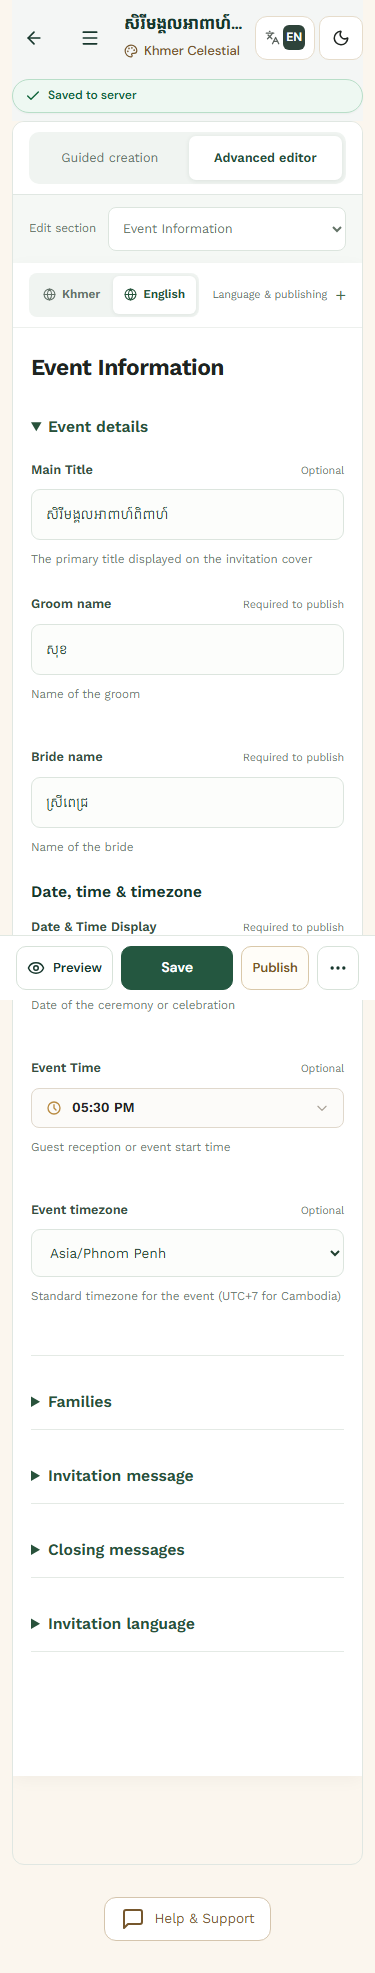 សិរីមង្គលអាពាហ៍...
Khmer Celestial
EN
Saved to server
Guided creation
Advanced editor
Edit section
Event Information
Khmer
English
Language & publishing +
Event Information
Event details
Main Title
Optional
សិរីមង្គលអាពាហ៍ពិពាហ៍
The primary title displayed on the invitation cover
Groom name
Required to publish
សុខ
Name of the groom
Bride name
Required to publish
ស្រីពេជ្រ
Name of the bride
Date, time & timezone
Date & Time Display
Required to publish
Preview
Save
Publish
Date of the ceremony or celebration
Event Time
Optional
05:30 PM
Guest reception or event start time
Event timezone
Optional
Asia/Phnom Penh
Standard timezone for the event (UTC+7 for Cambodia)
Families
Invitation message
Closing messages
Invitation language
Help & Support